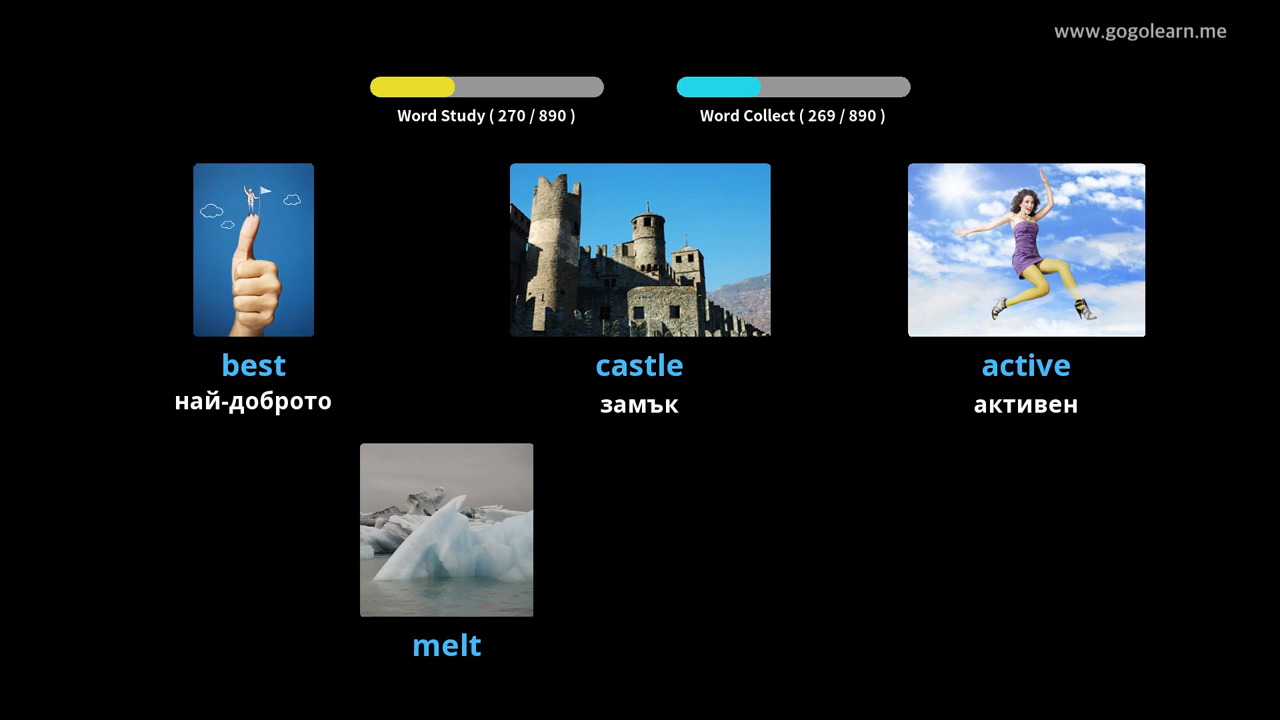 www.gogolearn.me
Word Study ( 270 / 890 )
Word Collect ( 269 / 890 )
best
най-доброто
castle
замък
active
активен
melt